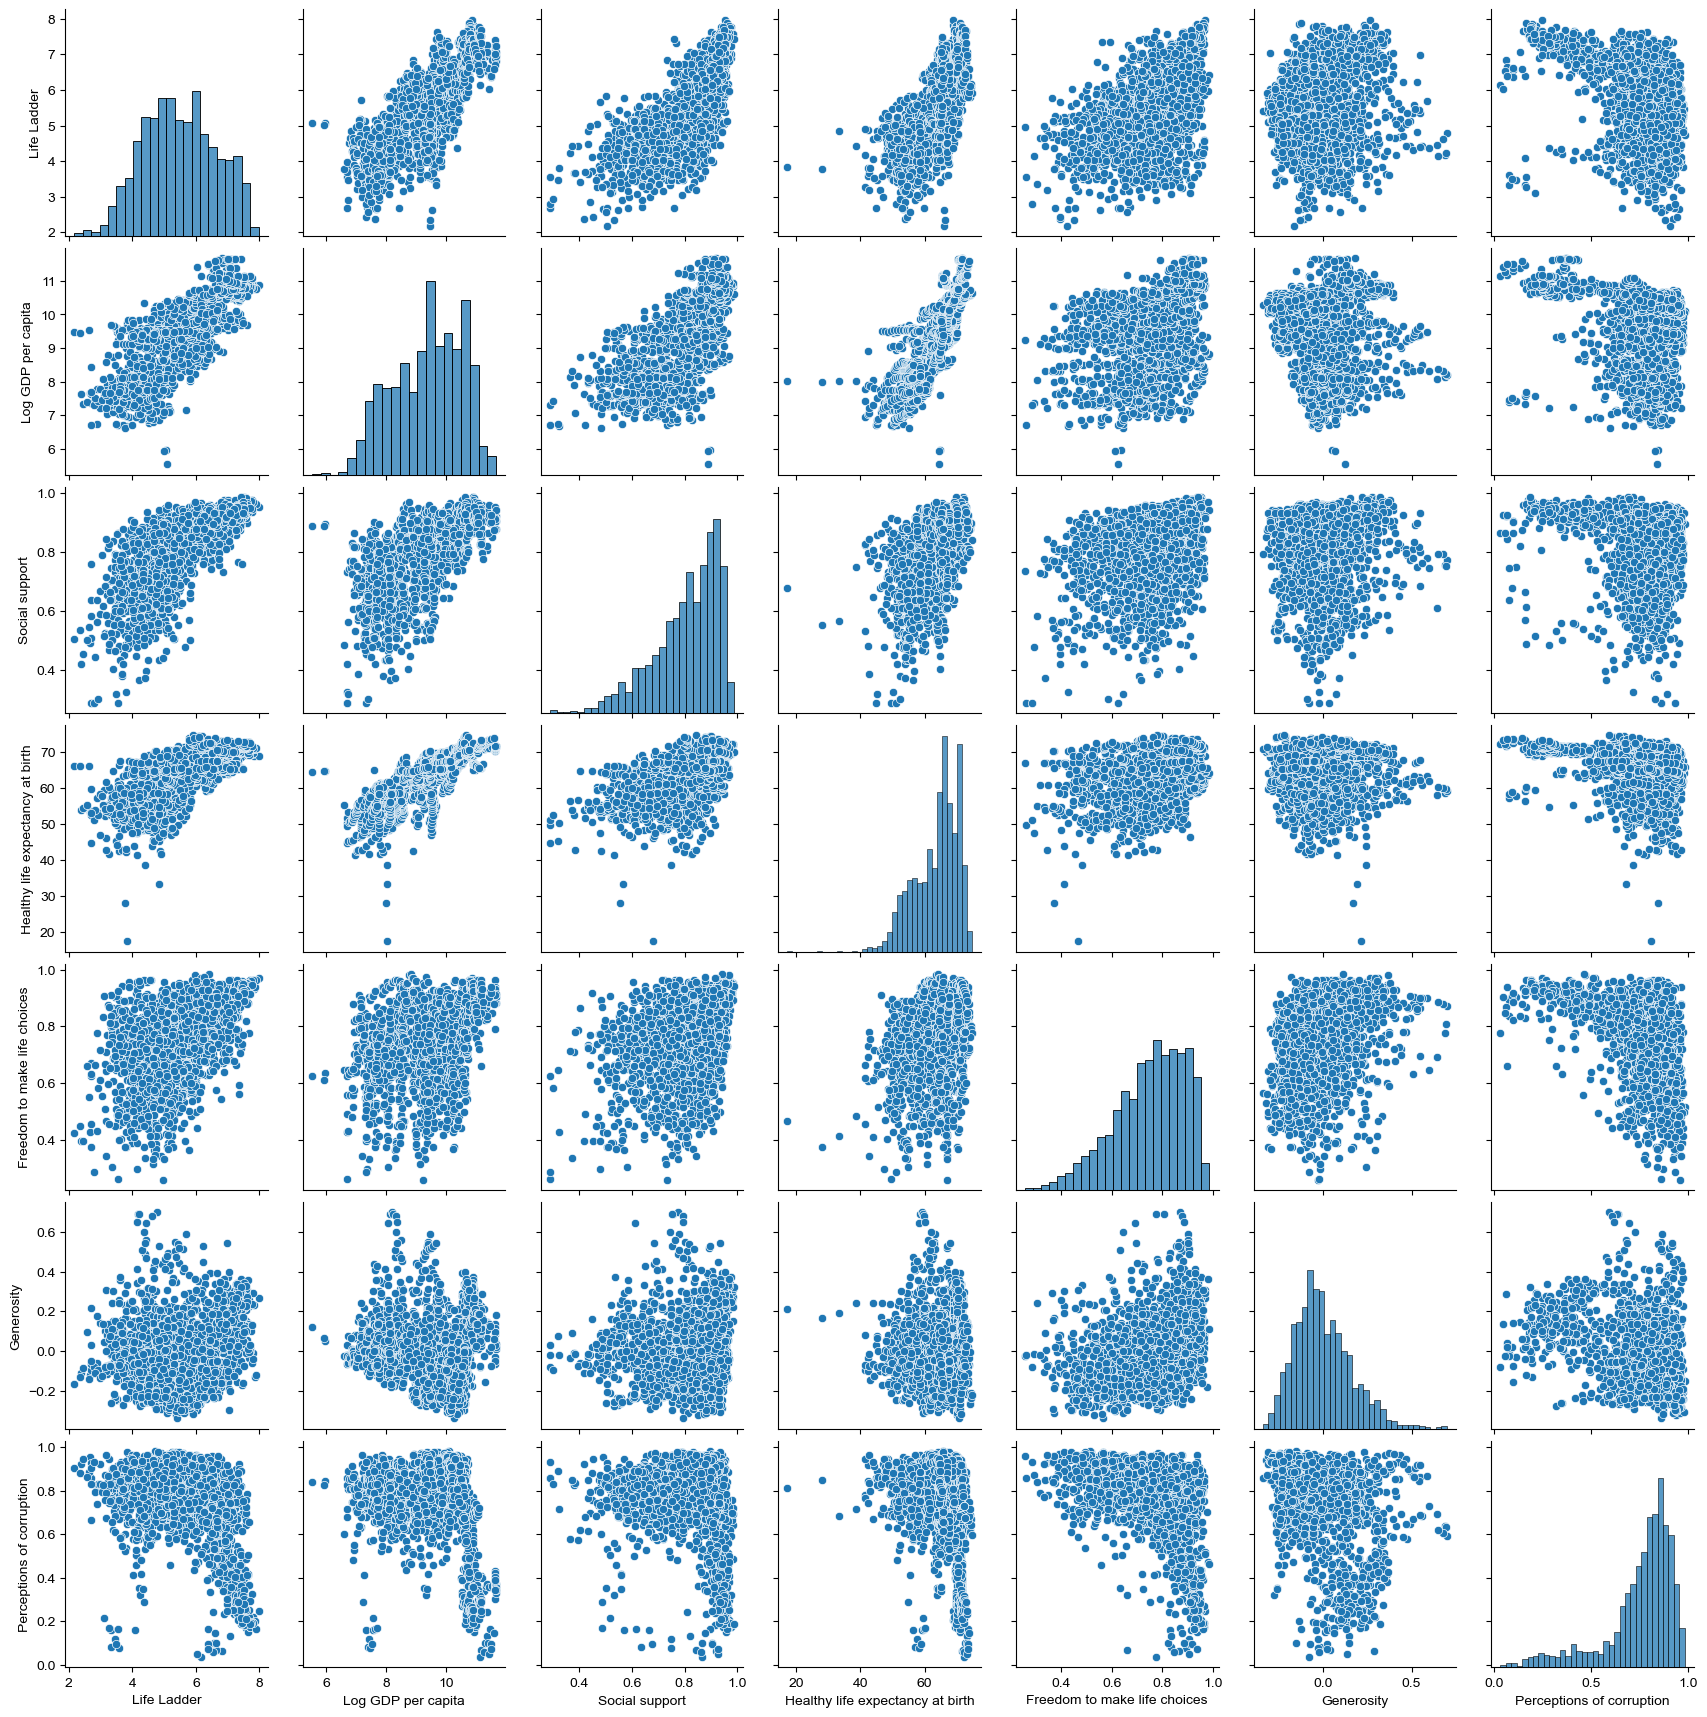 8
7
6
5
4
3
2
Life Ladder
11
10
9
8
7
6
Log GDP per capita
1.0
0.8
0.6
0.4
Social support
70
60
50
40
30
20
Healthy life expectancy at birth
1.0
0.8
0.6
0.4
Freedom to make life choices
0.6
0.4
0.2
0.0
−0.2
Generosity
1.0
0.8
0.6
0.4
0.2
0.0
Perceptions of corruption
2 4 6 8
Life Ladder
6 8 10
Log GDP per capita
0.4 0.6 0.8 1.0
Social support
20 40 60
Healthy life expectancy at birth
0.4 0.6 0.8 1.0
Freedom to make life choices
0.0 0.5
Generosity
0.0 0.5 1.0
Perceptions of corruption